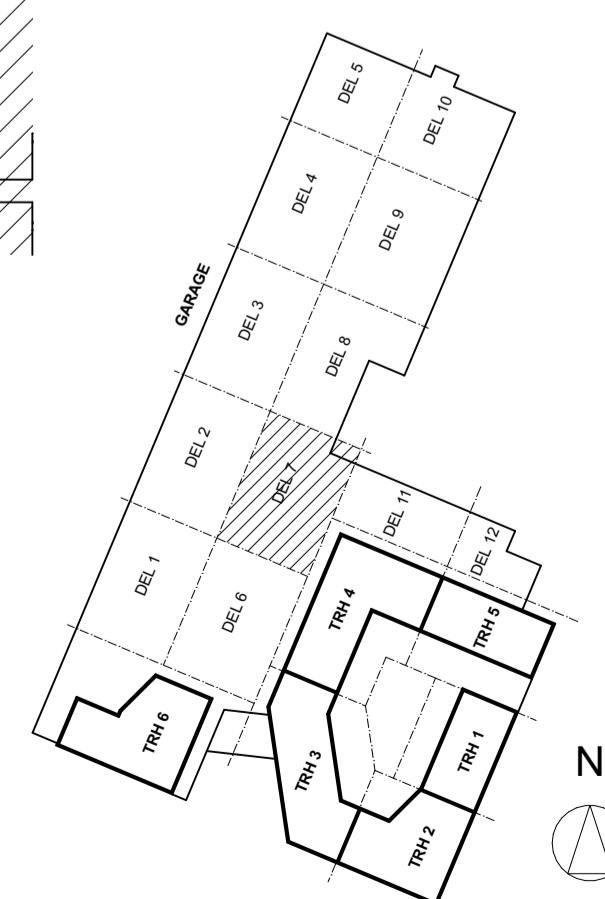 DEL 5
DEL 10
DEL 4
DEL 9
GARAGE
DEL 3
DEL 8
DEL 2
DEL 7
DEL 11
DEL 12
DEL 1
DEL 6
TRH 4
TRH 5
TRH 6
TRH 3
TRH 1
TRH 2
N